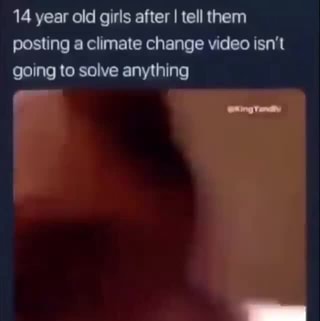 14 year old girls after I tell them
posting a climate change video isn't
going to solve anything